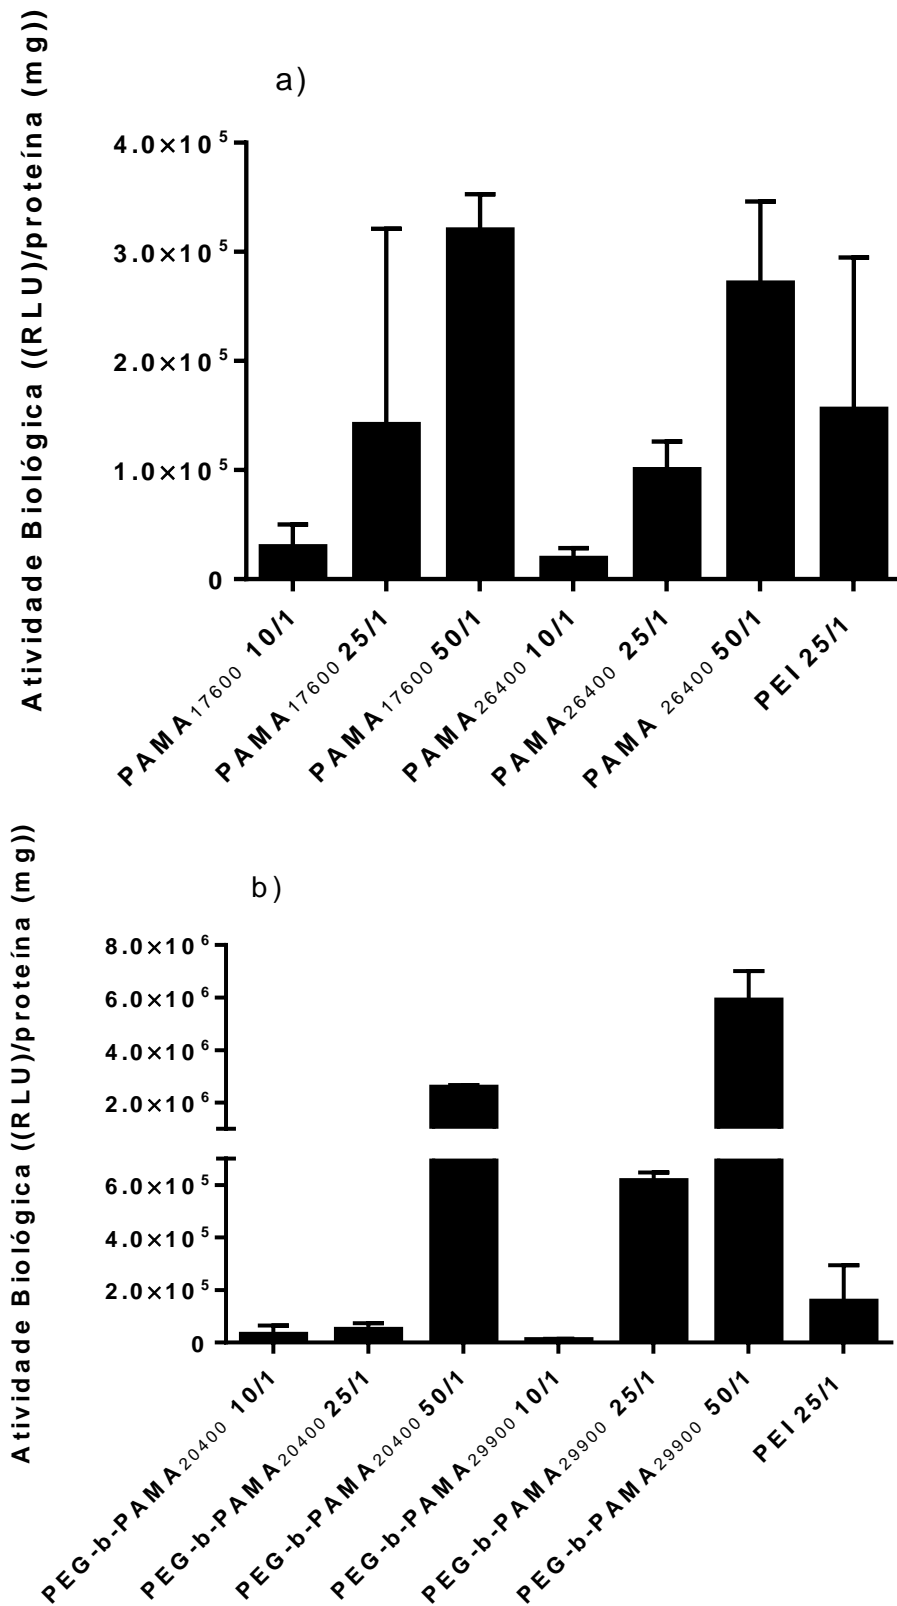 a)
Atividade Biológica ((RLU)/proteína (mg))
4.0×10⁵
3.0×10⁵
2.0×10⁵
1.0×10⁵
0
PAMA₁₇₆₀₀ 10/1
PAMA₁₇₆₀₀ 25/1
PAMA₁₇₆₀₀ 50/1
PAMA₂₆₄₀₀ 10/1
PAMA₂₆₄₀₀ 25/1
PAMA ₂₆₄₀₀ 50/1
PEI 25/1
b)
Atividade Biológica ((RLU)/proteína (mg))
8.0×10⁶
6.0×10⁶
4.0×10⁶
2.0×10⁶
6.0×10⁵
4.0×10⁵
2.0×10⁵
0
PEG-b-PAMA₂₀₄₀₀ 10/1
PEG-b-PAMA₂₀₄₀₀ 25/1
PEG-b-PAMA₂₀₄₀₀ 50/1
PEG-b-PAMA₂₉₉₀₀ 10/1
PEG-b-PAMA₂₉₉₀₀ 25/1
PEG-b-PAMA₂₉₉₀₀ 50/1
PEI 25/1